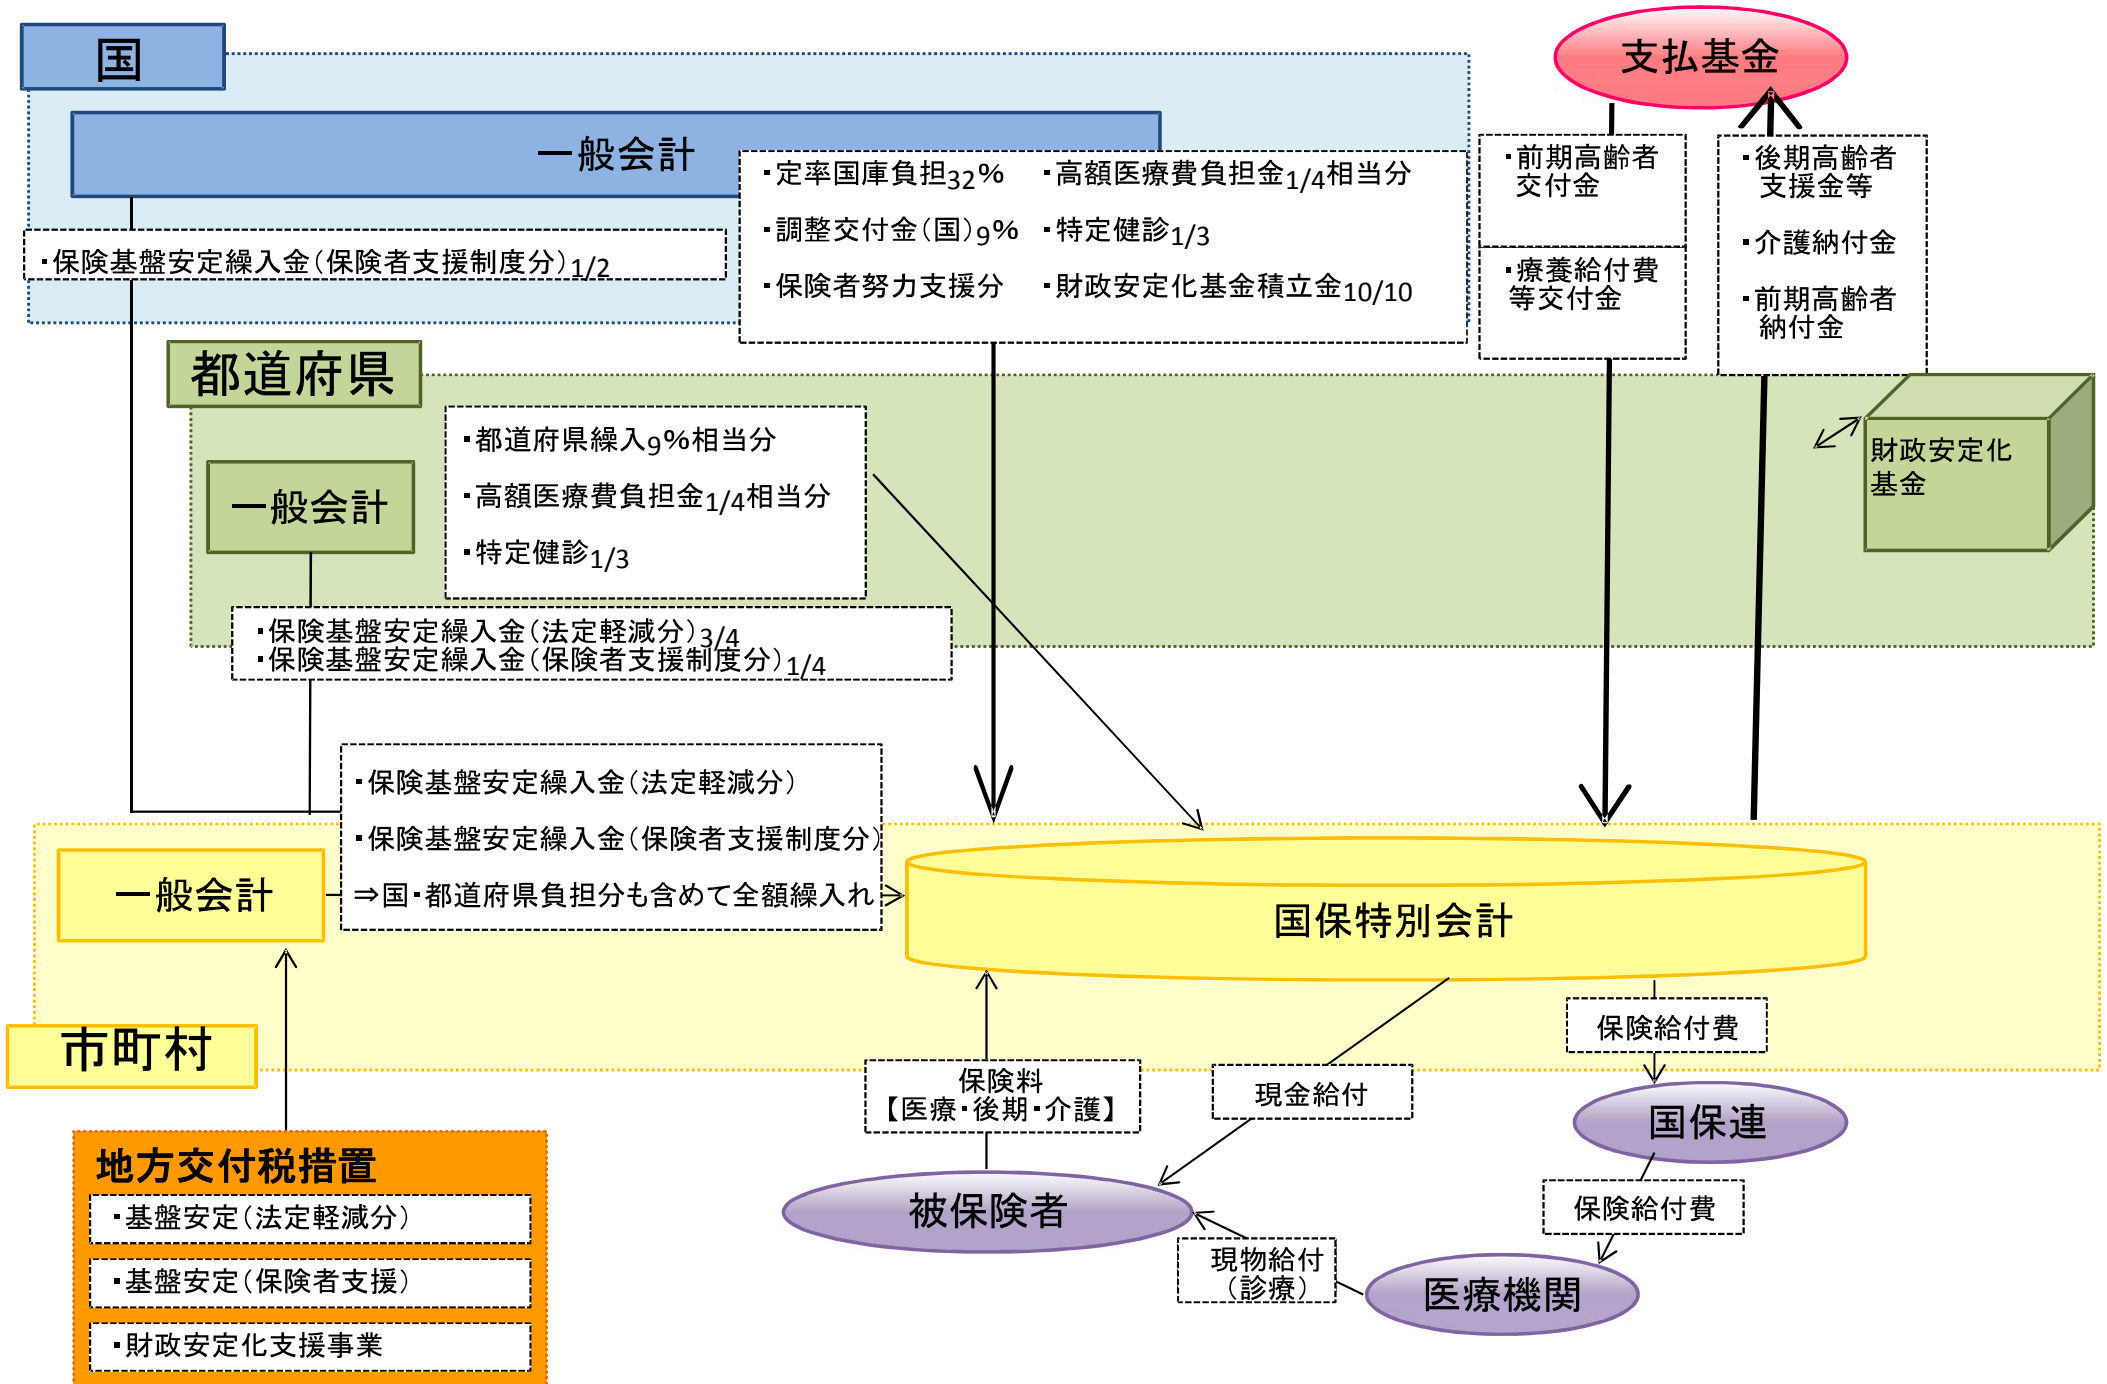 国
支払基金
一般会計
・定率国庫負担32%
・高額医療費負担金1/4相当分
・調整交付金(国)9%
・特定健診1/3
・保険者努力支援分
・財政安定化基金積立金10/10
・保険基盤安定繰入金(保険者支援制度分)1/2
・前期高齢者
交付金
・療養給付費
等交付金
・後期高齢者
支援金等
・介護納付金
・前期高齢者
納付金
都道府県
一般会計
・都道府県繰入9%相当分
・高額医療費負担金1/4相当分
・特定健診1/3
財政安定化
基金
・保険基盤安定繰入金(法定軽減分)3/4
・保険基盤安定繰入金(保険者支援制度分)1/4
・保険基盤安定繰入金(法定軽減分)
・保険基盤安定繰入金(保険者支援制度分)
⇒国・都道府県負担分も含めて全額繰入れ
一般会計
国保特別会計
市町村
保険料
【医療・後期・介護】
現金給付
保険給付費
国保連
保険給付費
被保険者
現物給付
(診療)
医療機関
地方交付税措置
・基盤安定(法定軽減分)
・基盤安定(保険者支援)
・財政安定化支援事業